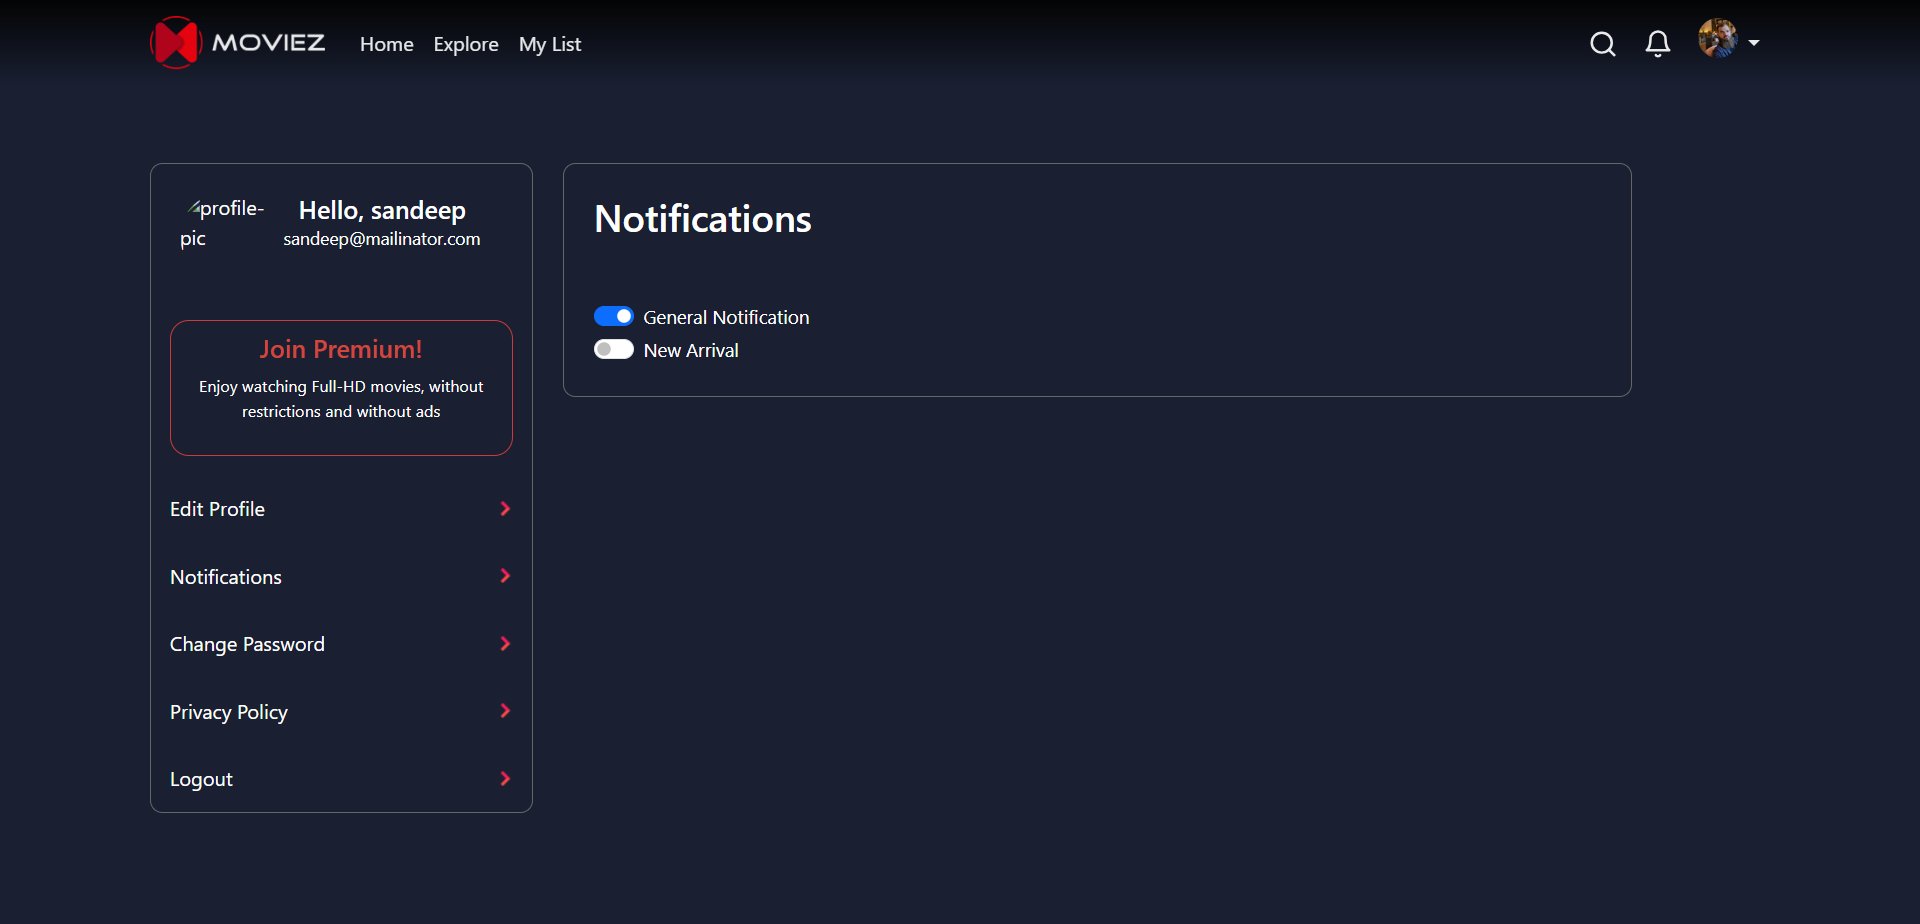 MOVIEZ
Home
Explore
My List
profile-
pic
Hello, sandeep
sandeep@mailinator.com
Join Premium!
Enjoy watching Full-HD movies, without
restrictions and without ads
Edit Profile
Notifications
Change Password
Privacy Policy
Logout
Notifications
General Notification
New Arrival